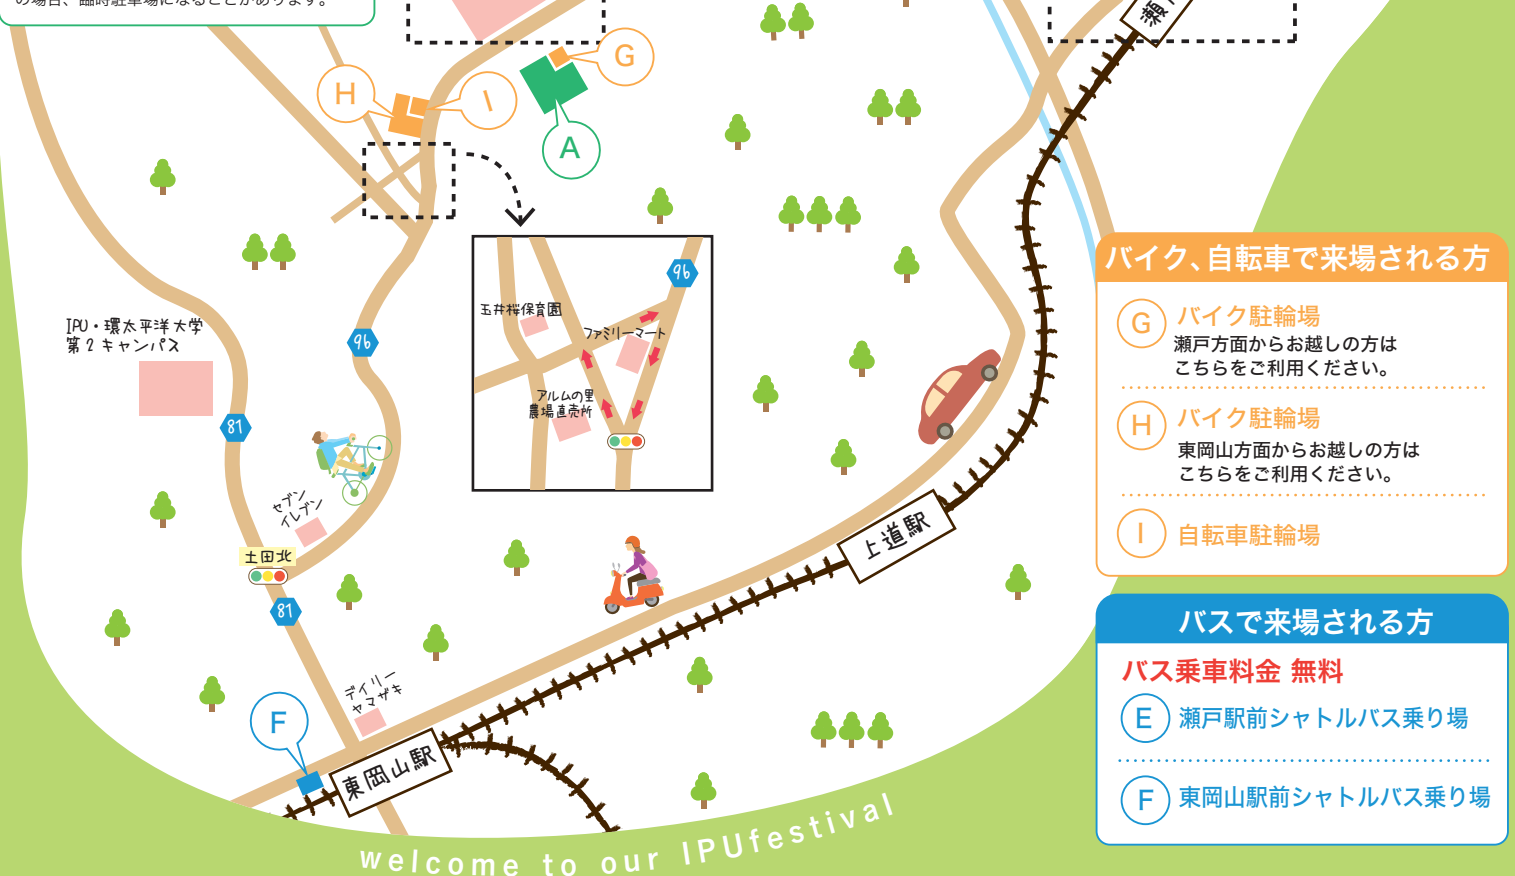 の場合、臨時駐車場になることがあります。
瀬
G
H
I
A
96
玉井桜保育園
ファミリーマート
アルムの里
農場直売所
IPU・環太平洋大学
第2キャンパス
96
81
セブン
イレブン
土田北
81
デイリー
ヤマザキ
F
東岡山駅
上道駅
welcome to our IPUfestival
バイク、自転車で来場される方
G バイク駐輪場
瀬戸方面からお越しの方は
こちらをご利用ください。
H バイク駐輪場
東岡山方面からお越しの方は
こちらをご利用ください。
I 自転車駐輪場
バスで来場される方
バス乗車料金 無料
E 瀬戸駅前シャトルバス乗り場
F 東岡山駅前シャトルバス乗り場